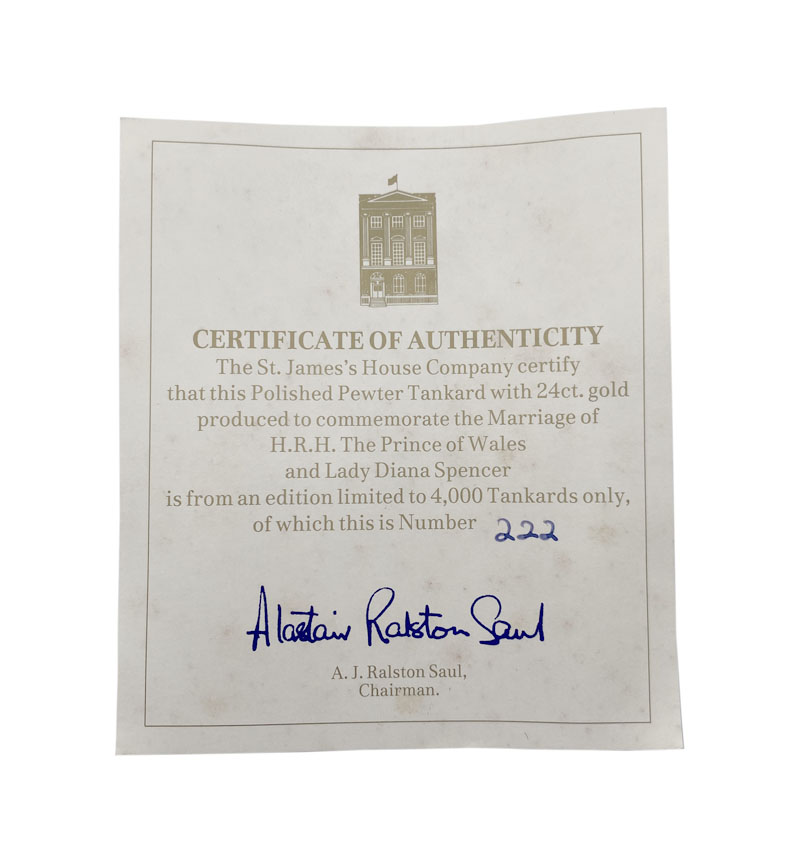 CERTIFICATE OF AUTHENTICITY
The St. James's House Company certify
that this Polished Pewter Tankard with 24ct. gold
produced to commemorate the Marriage of
H.R.H. The Prince of Wales
and Lady Diana Spencer
is from an edition limited to 4,000 Tankards only,
of which this is Number 222
Alastair Ralston Saul
A. J. Ralston Saul,
Chairman.